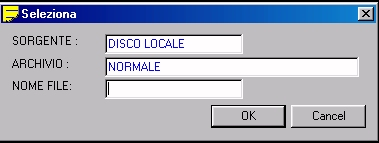 Seleziona
SORGENTE : DISCO LOCALE
ARCHIVIO : NORMALE
NOME FILE:
OK Cancel